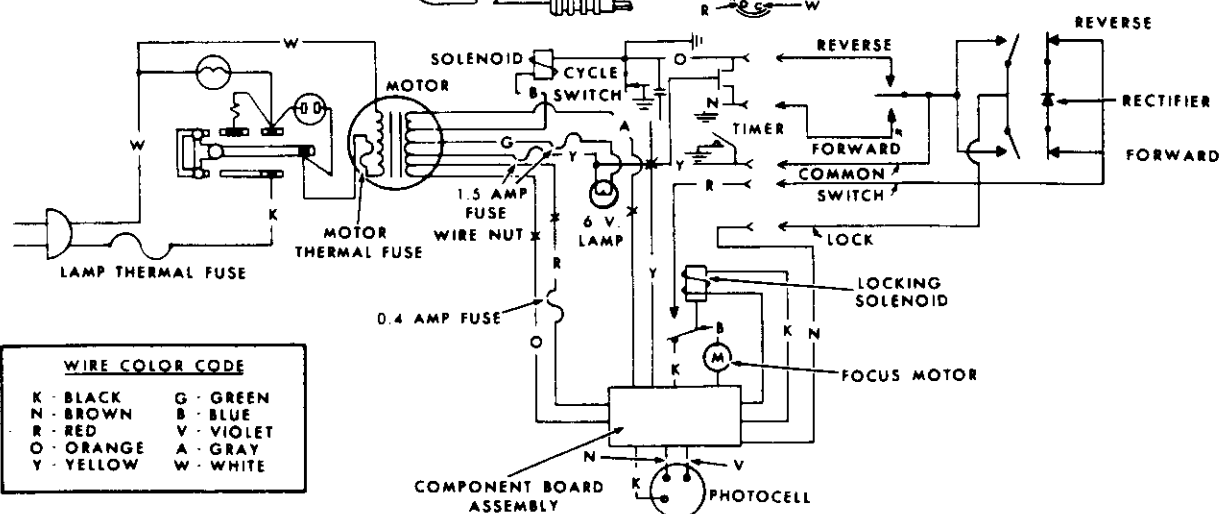 R
W
REVERSE
W
SOLENOID
O
REVERSE
MOTOR
CYCLE
SWITCH
B
N
RECTIFIER
A
TIMER
W
G
Y
FORWARD
FORWARD
Y
COMMON
SWITCH
R
K
1.5 AMP
FUSE
WIRE NUT
6 V.
LAMP
MOTOR
THERMAL FUSE
LOCK
LAMP THERMAL FUSE
R
Y
LOCKING
SOLENOID
0.4 AMP FUSE
B
K
N
O
M
K
FOCUS MOTOR
WIRE COLOR CODE
K - BLACK G - GREEN
N - BROWN B - BLUE
R - RED V - VIOLET
O - ORANGE A - GRAY
Y - YELLOW W - WHITE
N
V
K
COMPONENT BOARD
ASSEMBLY
PHOTOCELL